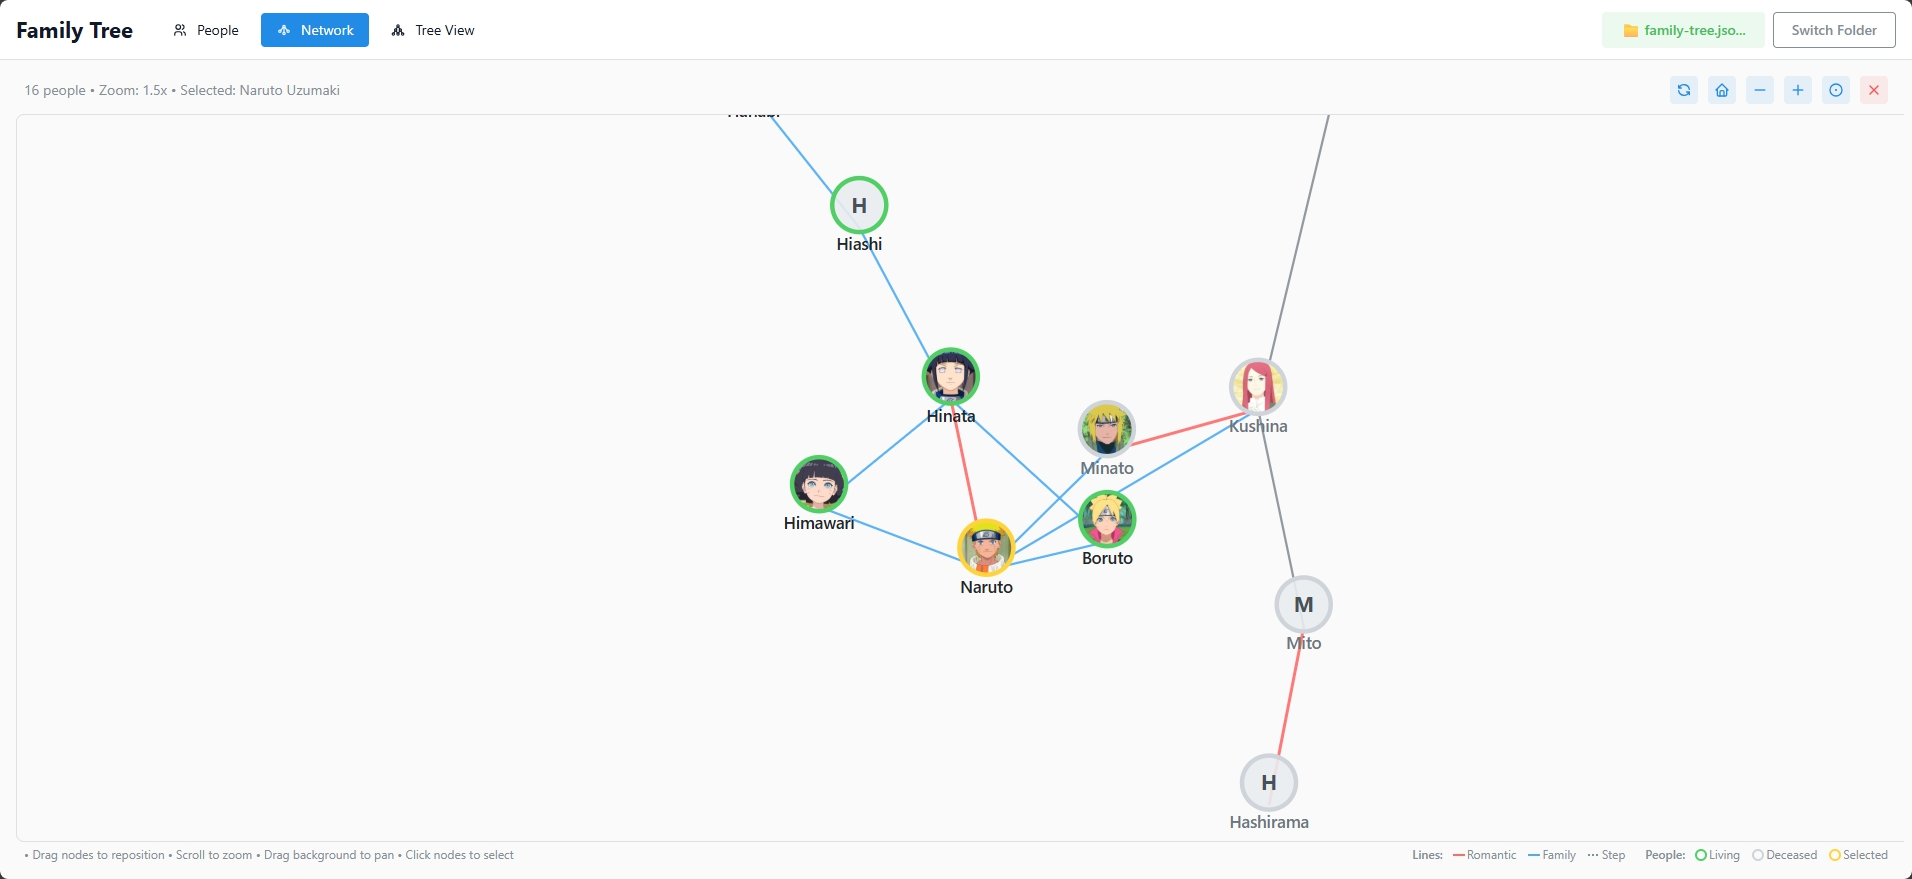 Family Tree
People
Network
Tree View
family-tree.jso...
Switch Folder
16 people • Zoom: 1.5x • Selected: Naruto Uzumaki
H
Hiashi
Hinata
Kushina
Minato
Himawari
Boruto
Naruto
M
Mito
H
Hashirama
• Drag nodes to reposition • Scroll to zoom • Drag background to pan • Click nodes to select
Lines: Romantic Family Step People: Living Deceased Selected